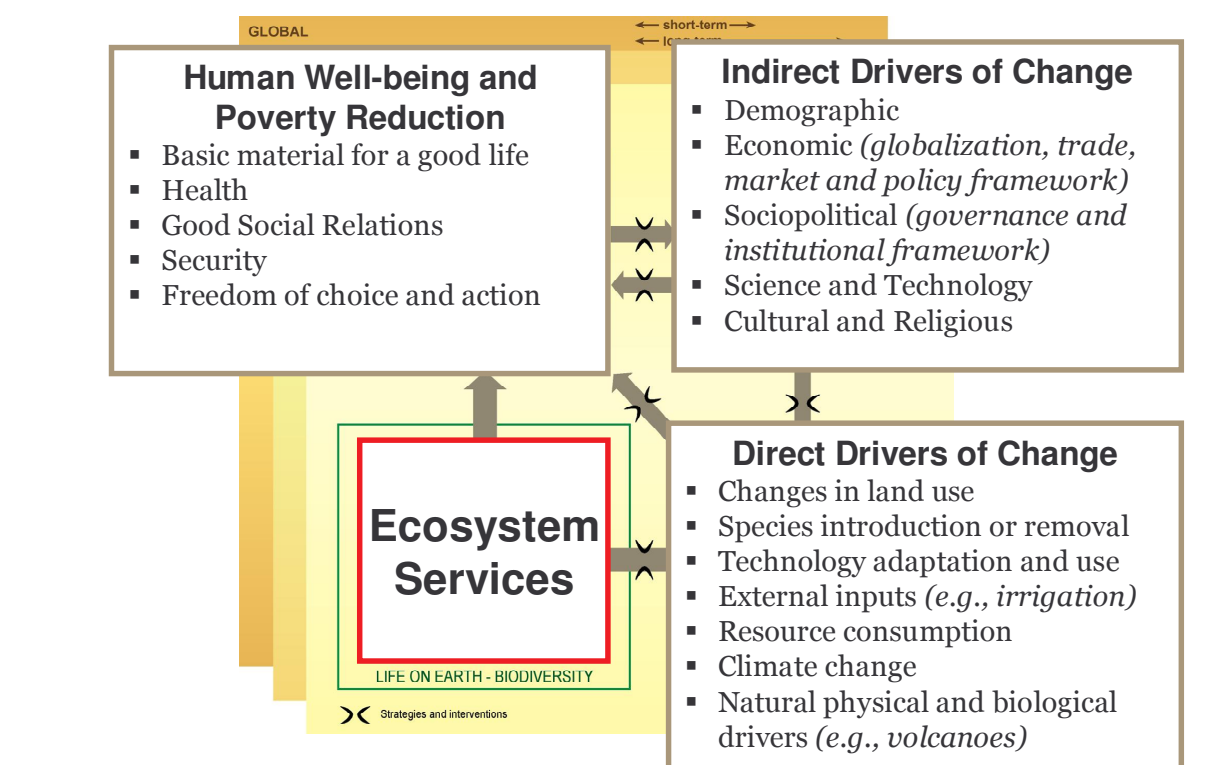 GLOBAL
short-term
Human Well-being and
Poverty Reduction
▪ Basic material for a good life
▪ Health
▪ Good Social Relations
▪ Security
▪ Freedom of choice and action
Indirect Drivers of Change
▪ Demographic
▪ Economic (globalization, trade,
market and policy framework)
▪ Sociopolitical (governance and
institutional framework)
▪ Science and Technology
▪ Cultural and Religious
Ecosystem
Services
LIFE ON EARTH - BIODIVERSITY
Strategies and interventions
Direct Drivers of Change
▪ Changes in land use
▪ Species introduction or removal
▪ Technology adaptation and use
▪ External inputs (e.g., irrigation)
▪ Resource consumption
▪ Climate change
▪ Natural physical and biological
drivers (e.g., volcanoes)